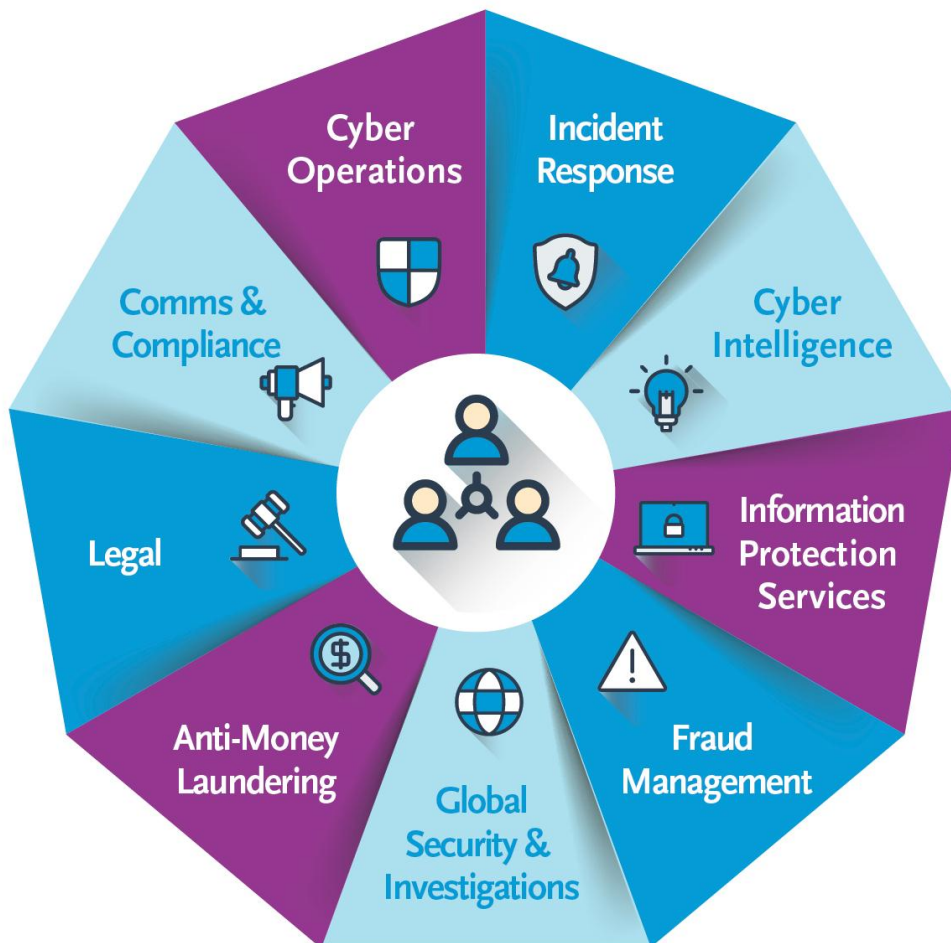 Cyber
Operations
Incident
Response
Cyber
Intelligence
Information
Protection
Services
Fraud
Management
Global
Security &
Investigations
Anti-Money
Laundering
$
Legal
Comms &
Compliance